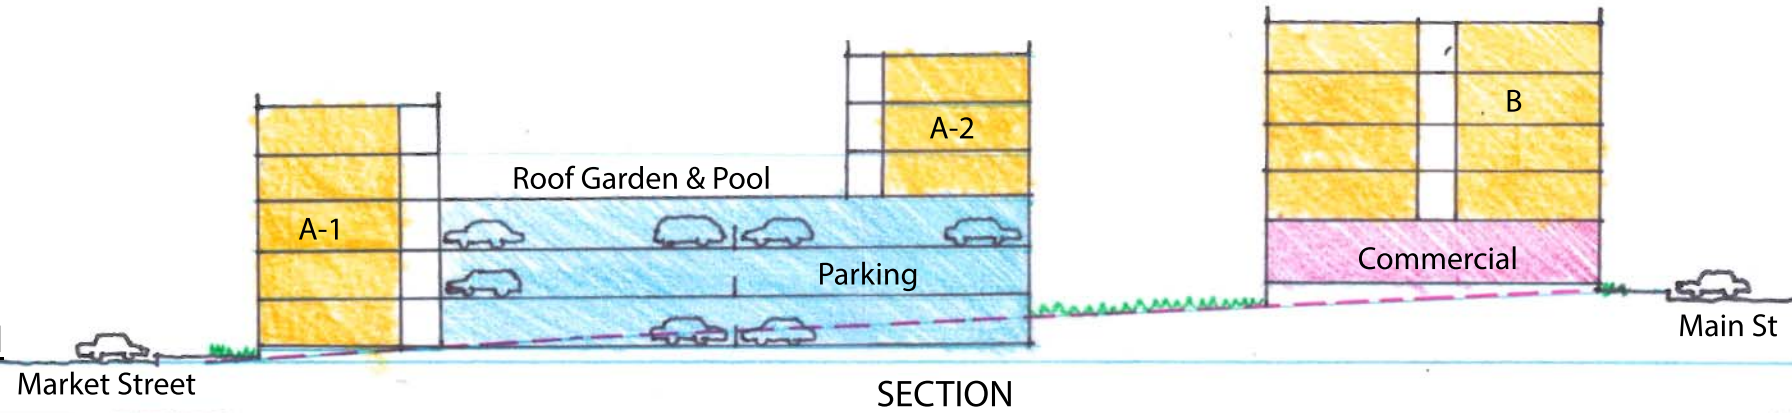 B
A-2
Roof Garden & Pool
A-1
Commercial
Parking
Main St
Market Street
SECTION